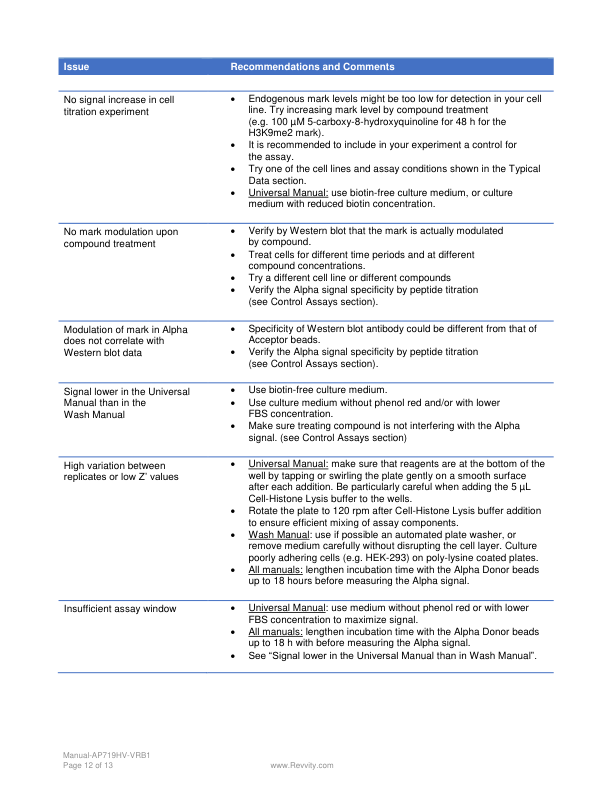 Issue
Recommendations and Comments
No signal increase in cell
titration experiment
• Endogenous mark levels might be too low for detection in your cell
line. Try increasing mark level by compound treatment
(e.g. 100 µM 5-carboxy-8-hydroxyquinoline for 48 h for the
H3K9me2 mark).
• It is recommended to include in your experiment a control for
the assay.
• Try one of the cell lines and assay conditions shown in the Typical
Data section.
• Universal Manual: use biotin-free culture medium, or culture
medium with reduced biotin concentration.
No mark modulation upon
compound treatment
• Verify by Western blot that the mark is actually modulated
by compound.
• Treat cells for different time periods and at different
compound concentrations.
• Try a different cell line or different compounds
• Verify the Alpha signal specificity by peptide titration
(see Control Assays section).
Modulation of mark in Alpha
does not correlate with
Western blot data
• Specificity of Western blot antibody could be different from that of
Acceptor beads.
• Verify the Alpha signal specificity by peptide titration
(see Control Assays section).
Signal lower in the Universal
Manual than in the
Wash Manual
• Use biotin-free culture medium.
• Use culture medium without phenol red and/or with lower
FBS concentration.
• Make sure treating compound is not interfering with the Alpha
signal. (see Control Assays section)
High variation between
replicates or low Z’ values
• Universal Manual: make sure that reagents are at the bottom of the
well by tapping or swirling the plate gently on a smooth surface
after each addition. Be particularly careful when adding the 5 µL
Cell-Histone Lysis buffer to the wells.
• Rotate the plate to 120 rpm after Cell-Histone Lysis buffer addition
to ensure efficient mixing of assay components.
• Wash Manual: use if possible an automated plate washer, or
remove medium carefully without disrupting the cell layer. Culture
poorly adhering cells (e.g. HEK-293) on poly-lysine coated plates.
• All manuals: lengthen incubation time with the Alpha Donor beads
up to 18 hours before measuring the Alpha signal.
Insufficient assay window
• Universal Manual: use medium without phenol red or with lower
FBS concentration to maximize signal.
• All manuals: lengthen incubation time with the Alpha Donor beads
up to 18 h with before measuring the Alpha signal.
• See “Signal lower in the Universal Manual than in Wash Manual”.
Manual-AP719HV-VRB1
Page 12 of 13
www.Revvity.com